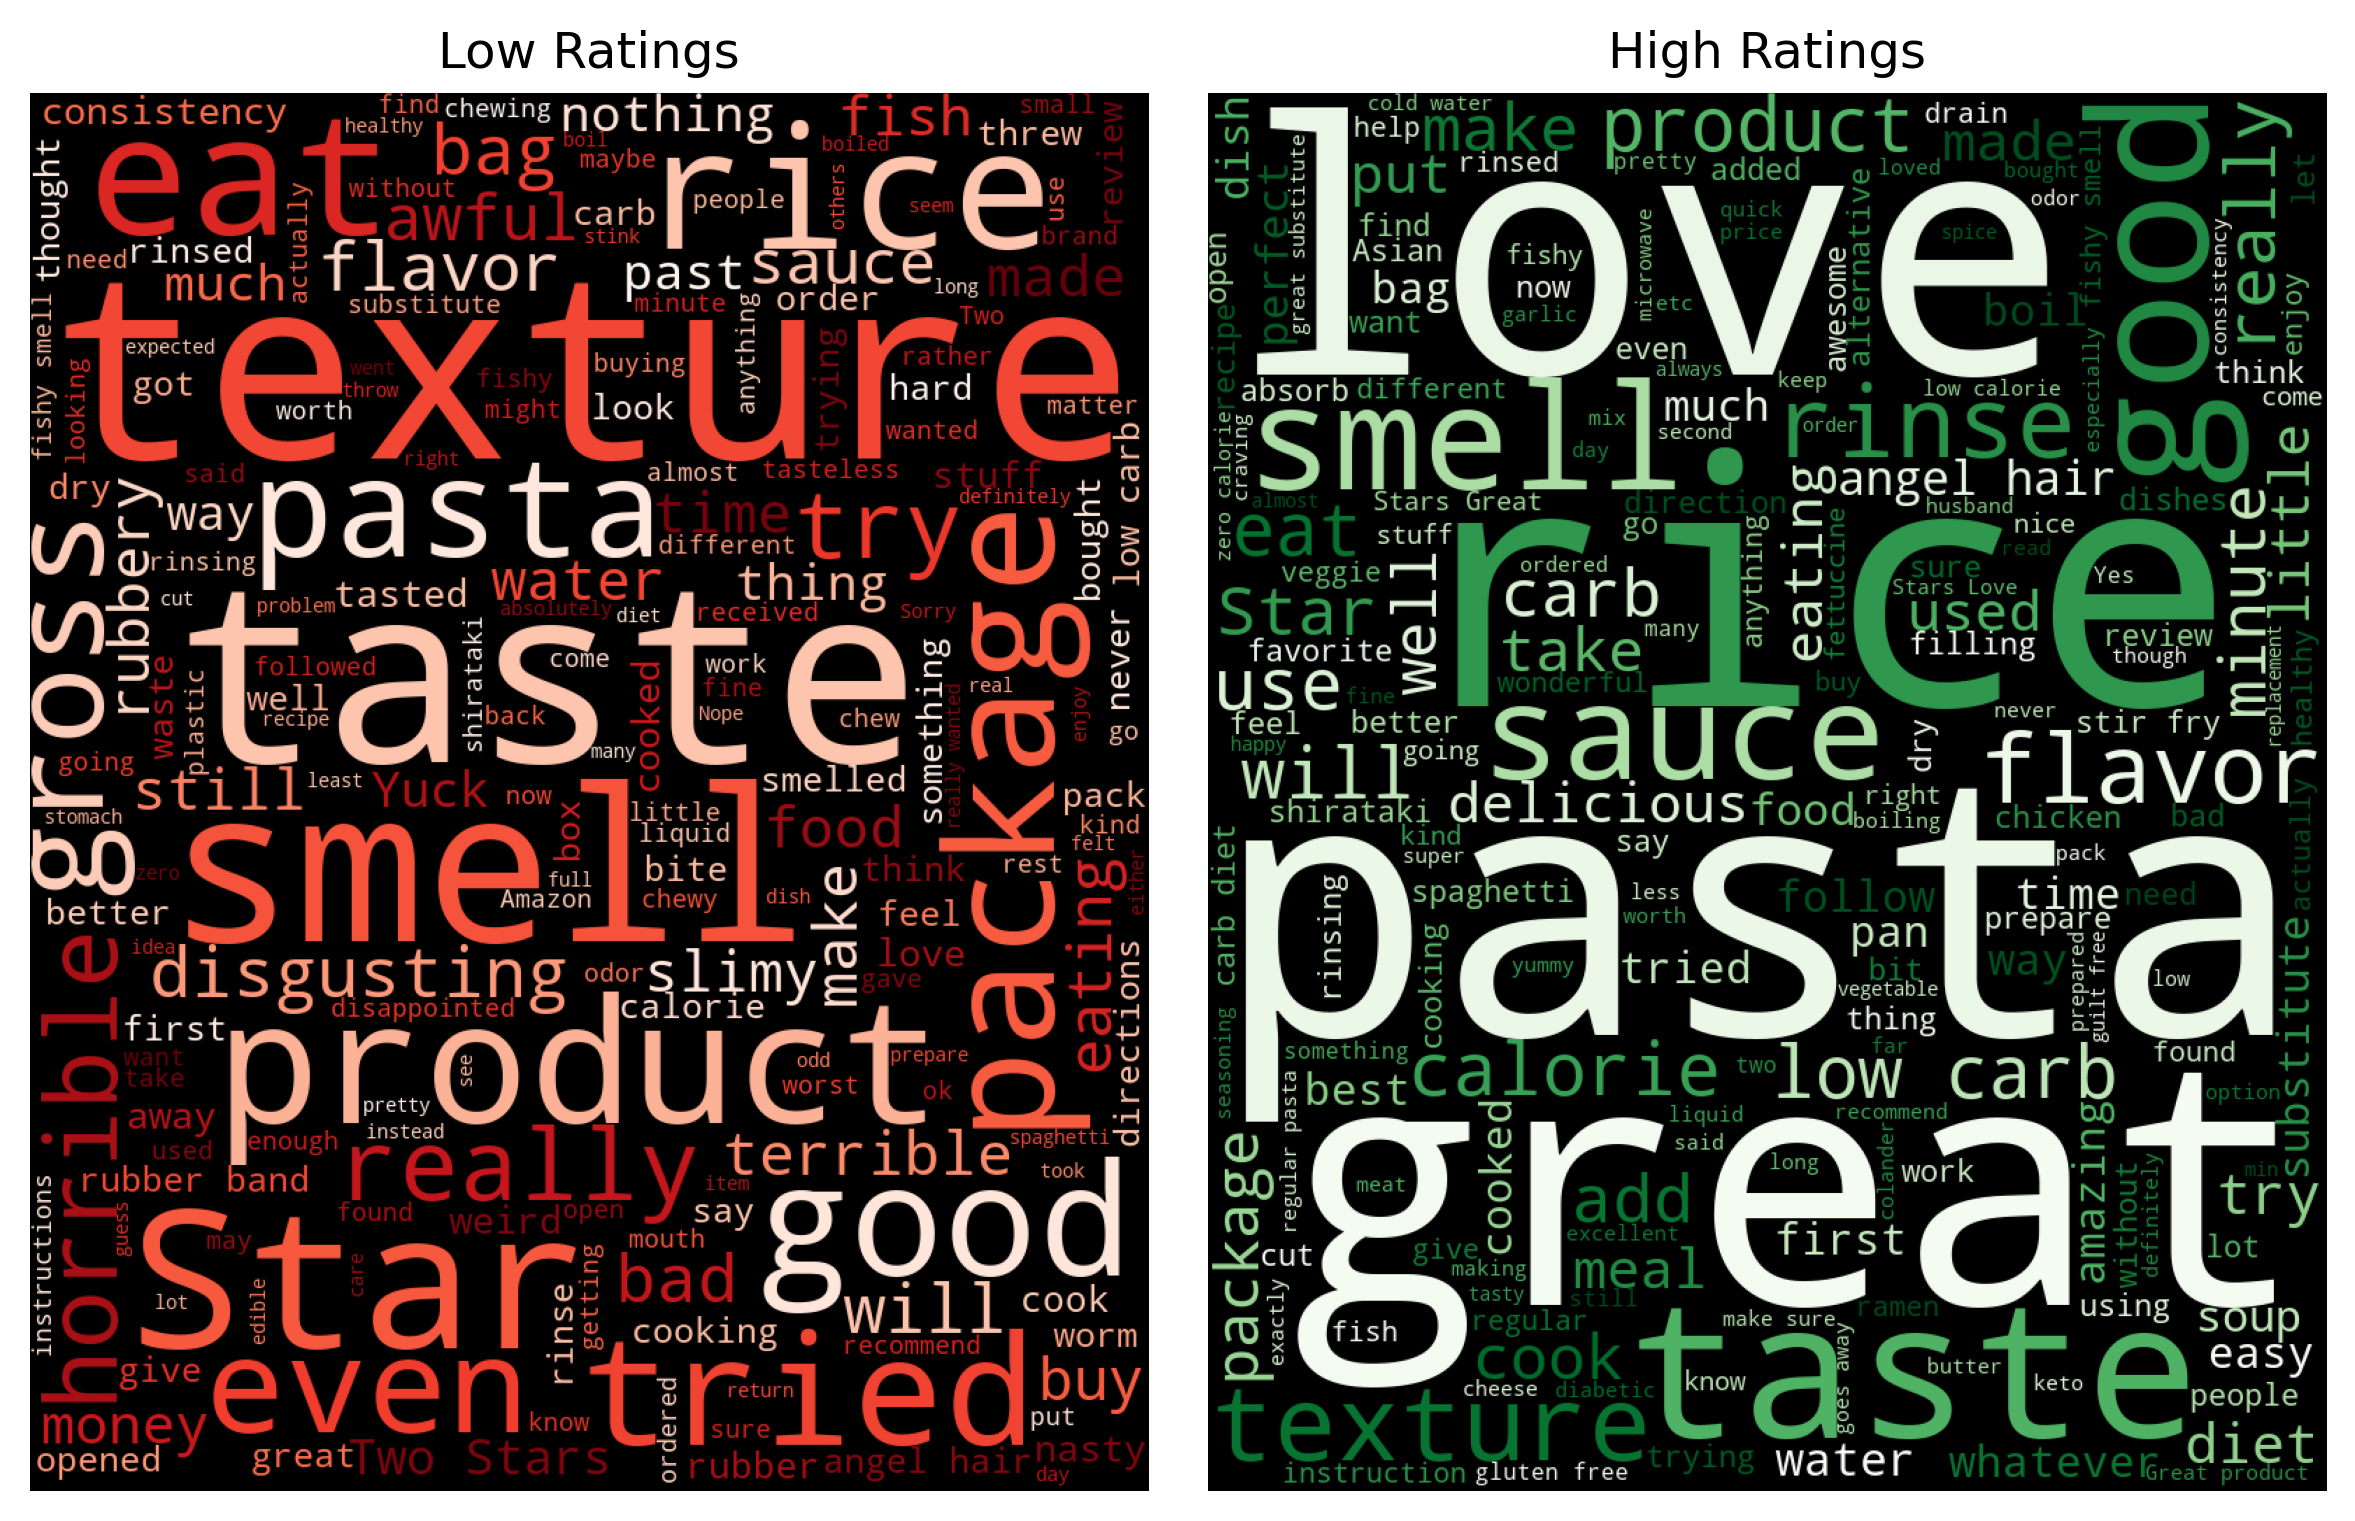 Low Ratings
consistency
find
chewing
nothing
fish
small
healthy
boil
threw
eat
bag
maybe
rice
boiled
review
thought
without
people
others
use
actually
awful
carb
stink
seem
brand
need
rinsed
flavor
past
sauce
long
made
much
substitute
minute
order
Two
fishy smell
texture
expected
went
buying
anything
trying
rather
looking
got
throw
fishy
hard
worth
might
look
matter
wanted
right
said
pasta
almost
tasteless
stuff
low carb
dry
way
time
try
definitely
bought
gross
rubbery
different
package
rinsing
water
thing
cut
problem
tasted
absolutely
diet
received
Sorry
taste
never
followed
shirataki
come
cooked
work
something
waste
plastic
well
fine
real
recipe
back
Nope
chew
enjoy
go
many
really wanted
going
still
least
Yuck
now
smelled
pack
stomach
smell
box
little
food
kind
liquid
felt
zero
full
bite
think
rest
better
Amazon
chewy
dish
make
feel
eating
either
horrible
idea
disgusting
odor
slimy
love
gave
directions
disappointed
calorie
first
product
want
see
odd
prepare
take
worst
ok
pretty
away
instead
used
enough
really
terrible
spaghetti
rubber band
item
took
instructions
guess
found
weird
open
say
good
Star
may
mouth
care
getting
bad
lot
edible
rinse
will
cook
even
cooking
recommend
worm
give
tried
buy
money
know
ordered
return
put
sure
opened
great
Two Stars
rubber
angel hair
nasty
day
High Ratings
dish
cold water
help
make
product
drain
made
good
really
let
love
great substitute
rinsed
pretty
loved
bought
put
added
perfect
odor
find
quick
price
alternative
especially fishy smell
Asian
fishy
microwave
spice
consistency
open
bag
now
garlic
etc
awesome
boil
enjoy
want
even
recipe
always
think
absorb
different
keep
low calorie
come
smell
mix
much
rinse
order
second
craving
day
angel hair
zero calorie
almost
Stars Great
direction
eating
husband
dishes
minute
little
eat
stuff
rice
go
nice
fettuccine
read
veggie
well
ordered
carb
anything
sure
Yes
Star
Stars Love
used
take
many
filling
review
favorite
though
use
fine
wonderful
buy
replacement
healthy
feel
better
sauce
never
stir fry
happy
going
dry
will
flavor
shirataki
delicious
food
right
boiling
chicken
bad
kind
say
pasta
super
pack
carb diet
spaghetti
less
follow
time
need
actually
rinsing
worth
prepare
pan
cooking
yummy
tried
bit
way
low
vegetable
prepared
guilt free
thing
substitute
seasoning
something
calorie
two
far
found
best
low carb
option
regular pasta
cooked
liquid
recommend
great
said
package
long
colander
work
amazing
min
meat
add
try
without
definitely
excellent
first
cut
give
lot
making
meal
exactly
tasty
still
ramen
using
fish
regular
make sure
soup
taste
goes away
cook
butter
easy
cheese
diabetic
know
keto
people
texture
trying
water
whatever
diet
instruction
gluten free
Great product